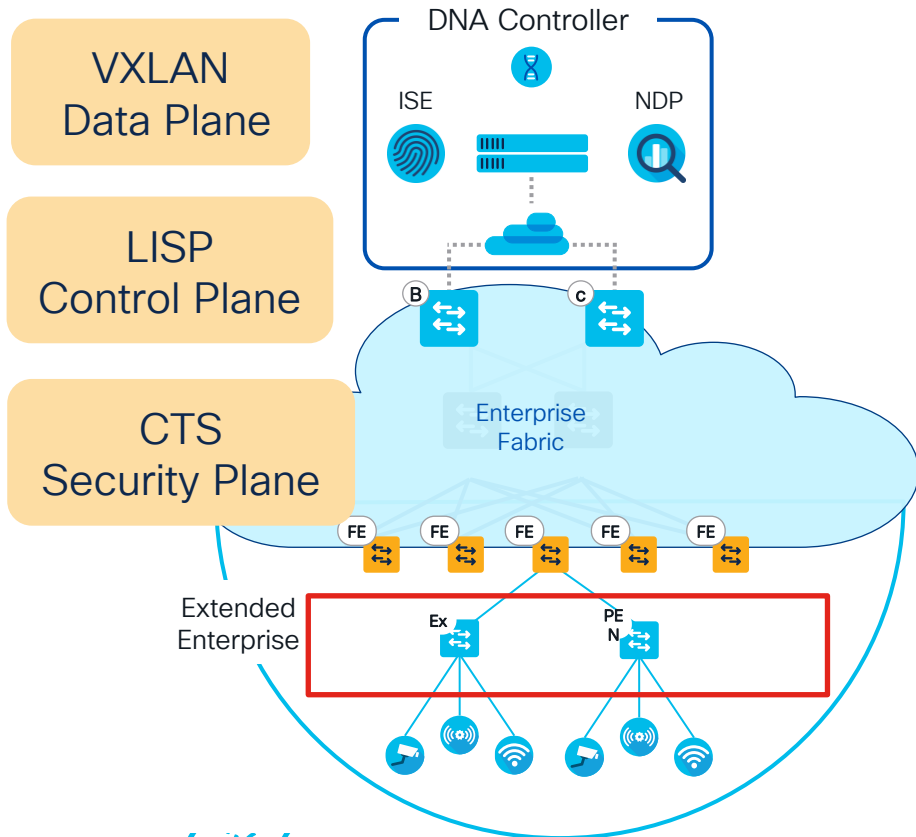 DNA Controller
VXLAN
Data Plane
ISE
NDP
LISP
Control Plane
B
c
CTS
Security Plane
Enterprise
Fabric
FE
FE
FE
FE
FE
Extended
Enterprise
Ex
PE
N